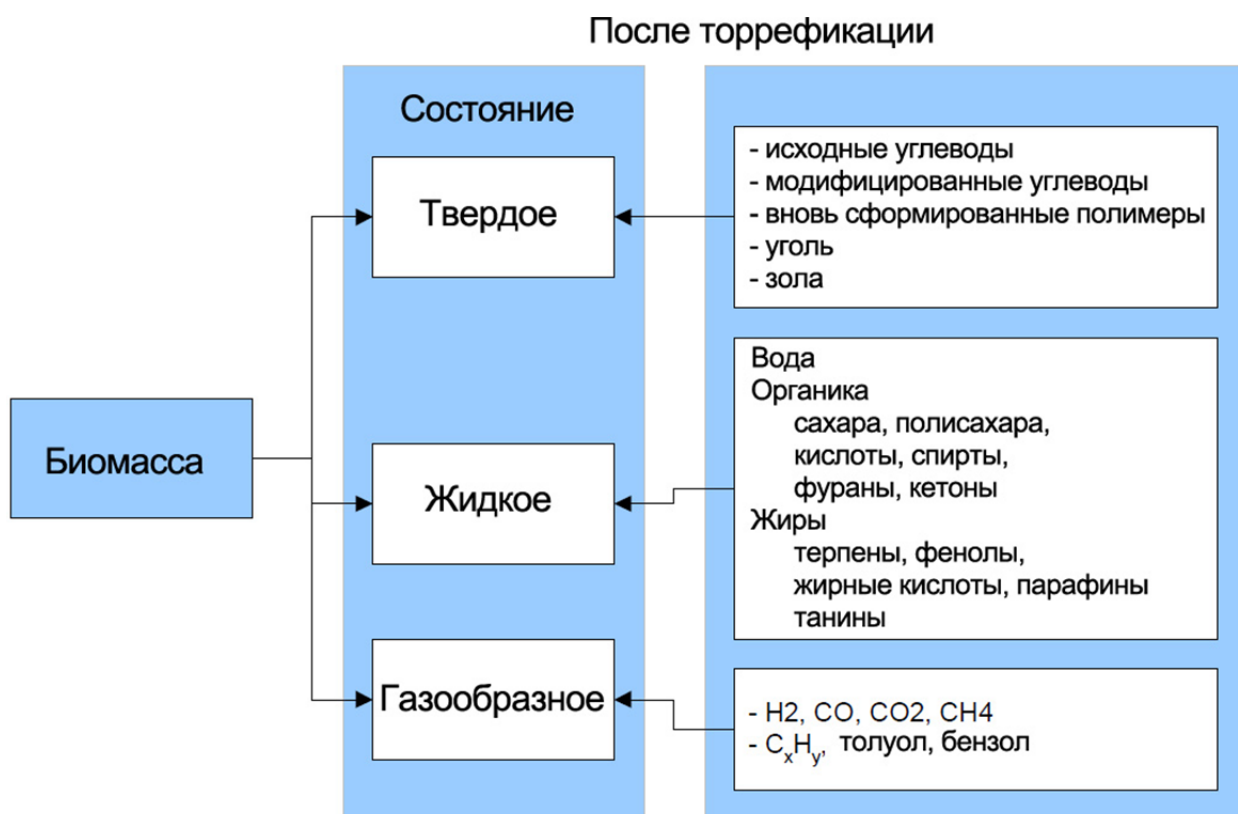 После торрефикации
Состояние
Биомасса
Твердое
- исходные углеводы
- модифицированные углеводы
- вновь сформированные полимеры
- уголь
- зола
Жидкое
Вода
Органика
сахара, полисахара,
кислоты, спирты,
фураны, кетоны
Жиры
терпены, фенолы,
жирные кислоты, парафины
танины
Газообразное
- H2, CO, CO2, CH4
- CxHy, толуол, бензол